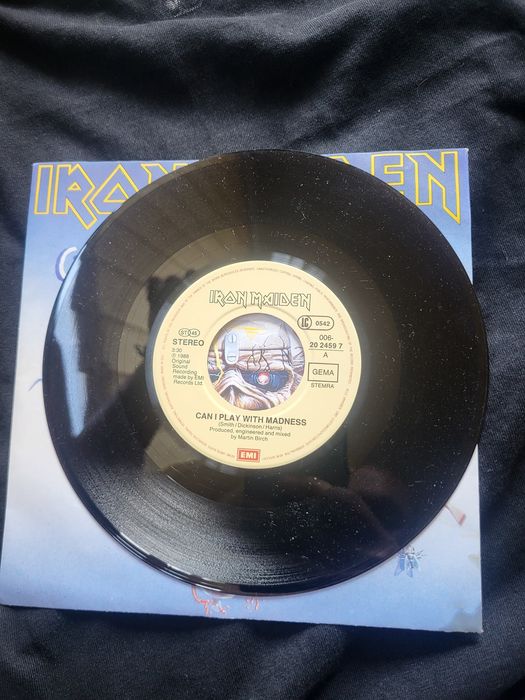 IRON MAIDEN
IRON MAIDEN
ST 45
STEREO
3:30
℗ 1988
Original
Sound
Recording
made by EMI
Records Ltd.
LC 0542
006-
20 2459 7
A
GEMA
STEMRA
CAN I PLAY WITH MADNESS
(Smith / Dickinson / Harris)
Produced, engineered and mixed
by Martin Birch
EMI